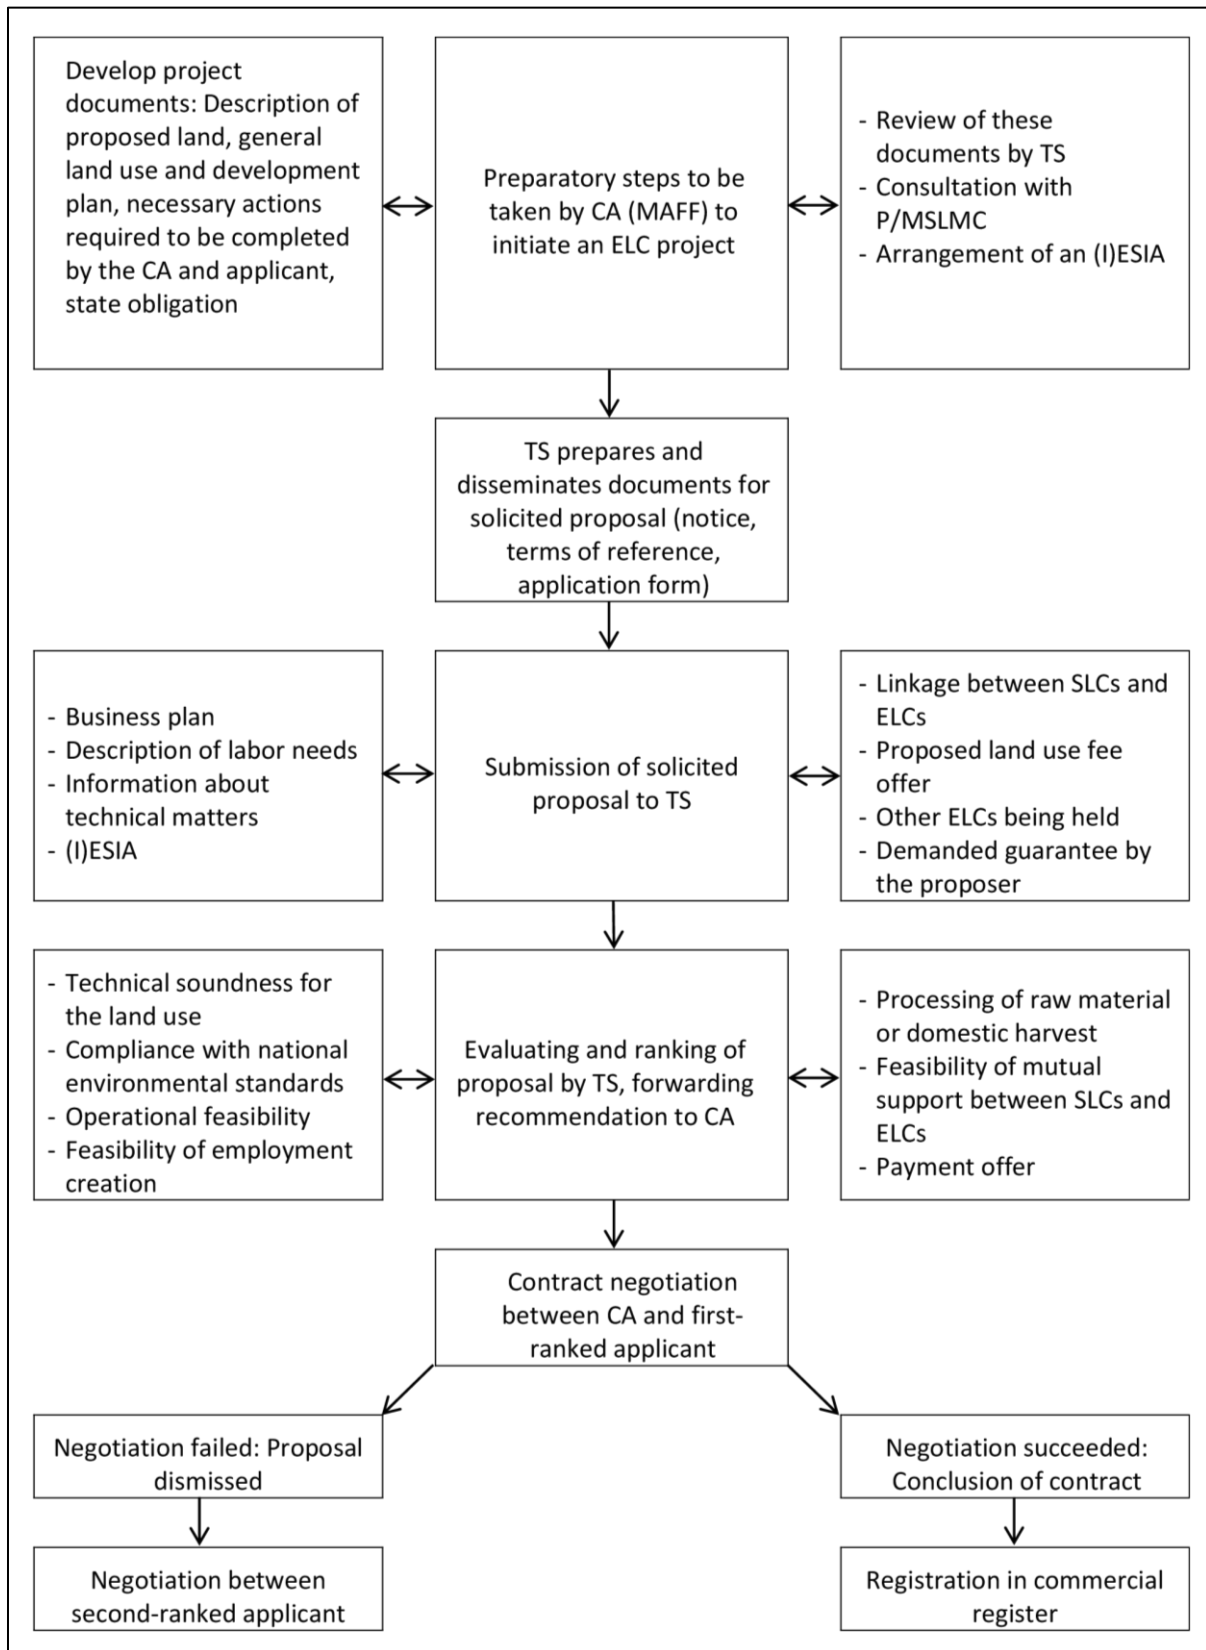 Develop project
documents: Description of
proposed land, general
land use and development
plan, necessary actions
required to be completed
by the CA and applicant,
state obligation
Preparatory steps to be
taken by CA (MAFF) to
initiate an ELC project
- Review of these
documents by TS
- Consultation with
P/MSLMC
- Arrangement of an (I)ESIA
TS prepares and
disseminates documents for
solicited proposal (notice,
terms of reference,
application form)
- Business plan
- Description of labor needs
- Information about
technical matters
- (I)ESIA
Submission of solicited
proposal to TS
- Linkage between SLCs and
ELCs
- Proposed land use fee
offer
- Other ELCs being held
- Demanded guarantee by
the proposer
- Technical soundness for
the land use
- Compliance with national
environmental standards
- Operational feasibility
- Feasibility of employment
creation
Evaluating and ranking of
proposal by TS, forwarding
recommendation to CA
- Processing of raw material
or domestic harvest
- Feasibility of mutual
support between SLCs and
ELCs
- Payment offer
Contract negotiation
between CA and first-
ranked applicant
Negotiation failed: Proposal
dismissed
Negotiation succeeded:
Conclusion of contract
Negotiation between
second-ranked applicant
Registration in commercial
register